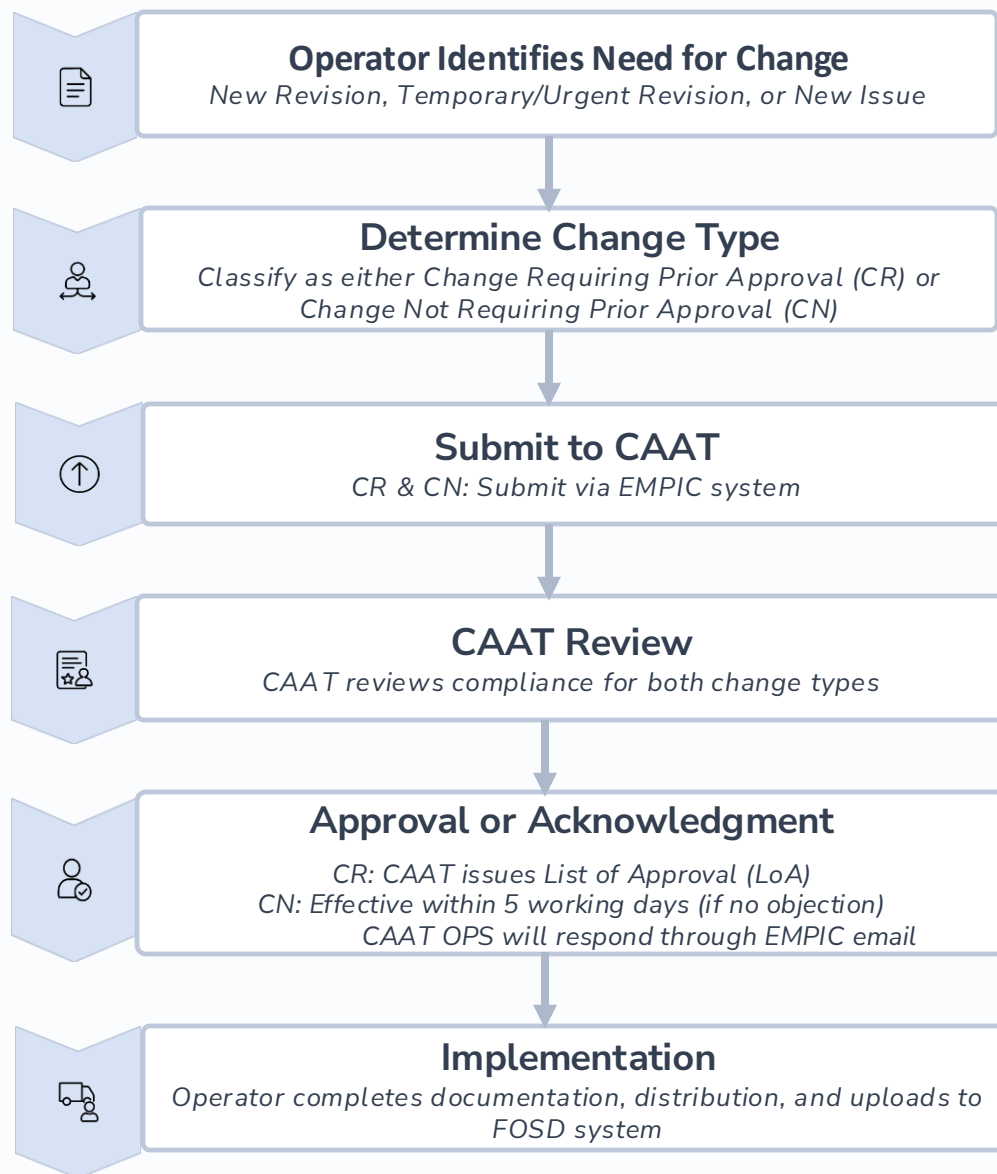 Operator Identifies Need for Change
New Revision, Temporary/Urgent Revision, or New Issue
Determine Change Type
Classify as either Change Requiring Prior Approval (CR) or
Change Not Requiring Prior Approval (CN)
Submit to CAAT
CR & CN: Submit via EMPIC system
CAAT Review
CAAT reviews compliance for both change types
Approval or Acknowledgment
CR: CAAT issues List of Approval (LoA)
CN: Effective within 5 working days (if no objection)
CAAT OPS will respond through EMPIC email
Implementation
Operator completes documentation, distribution, and uploads to
FOSD system